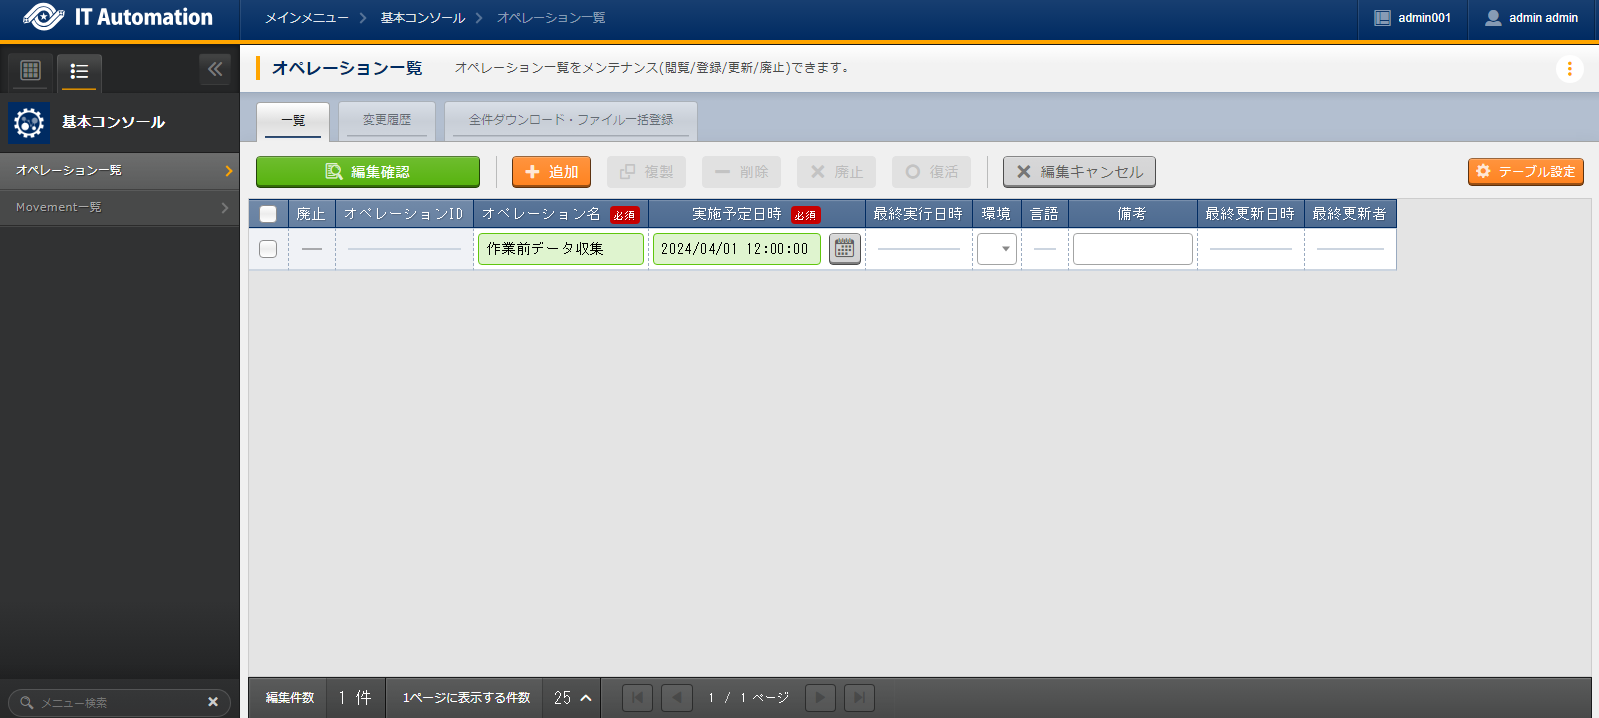 IT Automation
メインメニュー
基本コンソール
オペレーション一覧
admin001
admin admin
基本コンソール
オペレーション一覧
Movement一覧
メニュー検索
オペレーション一覧
オペレーション一覧をメンテナンス(閲覧/登録/更新/廃止)できます。
一覧
変更履歴
全件ダウンロード・ファイル一括登録
編集確認
追加
複製
削除
廃止
復活
編集キャンセル
テーブル設定
廃止 オペレーションID オペレーション名 必須 実施予定日時 必須 最終実行日時 環境 言語 備考 最終更新日時 最終更新者
作業前データ収集 2024/04/01 12:00:00
編集件数 1 件 1ページに表示する件数 25 1 / 1 ページ